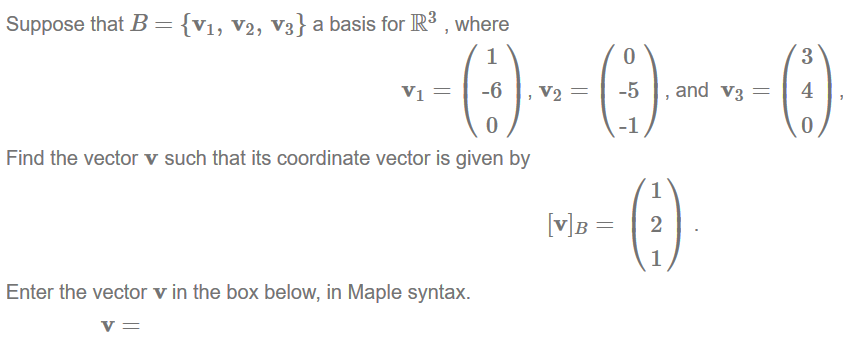 Suppose that B = {v₁, v₂, v₃} a basis for ℝ³ , where
v₁ = (1 -6 0), v₂ = (0 -5 -1), and v₃ = (3 4 0),
Find the vector v such that its coordinate vector is given by
[v]B = (1 2 1).
Enter the vector v in the box below, in Maple syntax.
v =